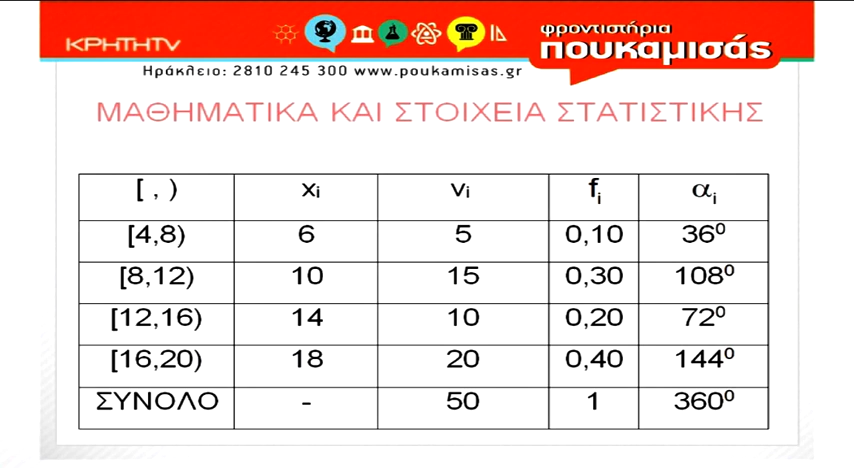 ΚΡΗΤΗTV
φροντιστήρια
πουκαμισάς
Ηράκλειο: 2810 245 300 www.poukamisas.gr
ΜΑΘΗΜΑΤΙΚΑ ΚΑΙ ΣΤΟΙΧΕΙΑ ΣΤΑΤΙΣΤΙΚΗΣ
[ , ) xᵢ νᵢ fᵢ αᵢ
[4,8) 6 5 0,10 36⁰
[8,12) 10 15 0,30 108⁰
[12,16) 14 10 0,20 72⁰
[16,20) 18 20 0,40 144⁰
ΣΥΝΟΛΟ - 50 1 360⁰